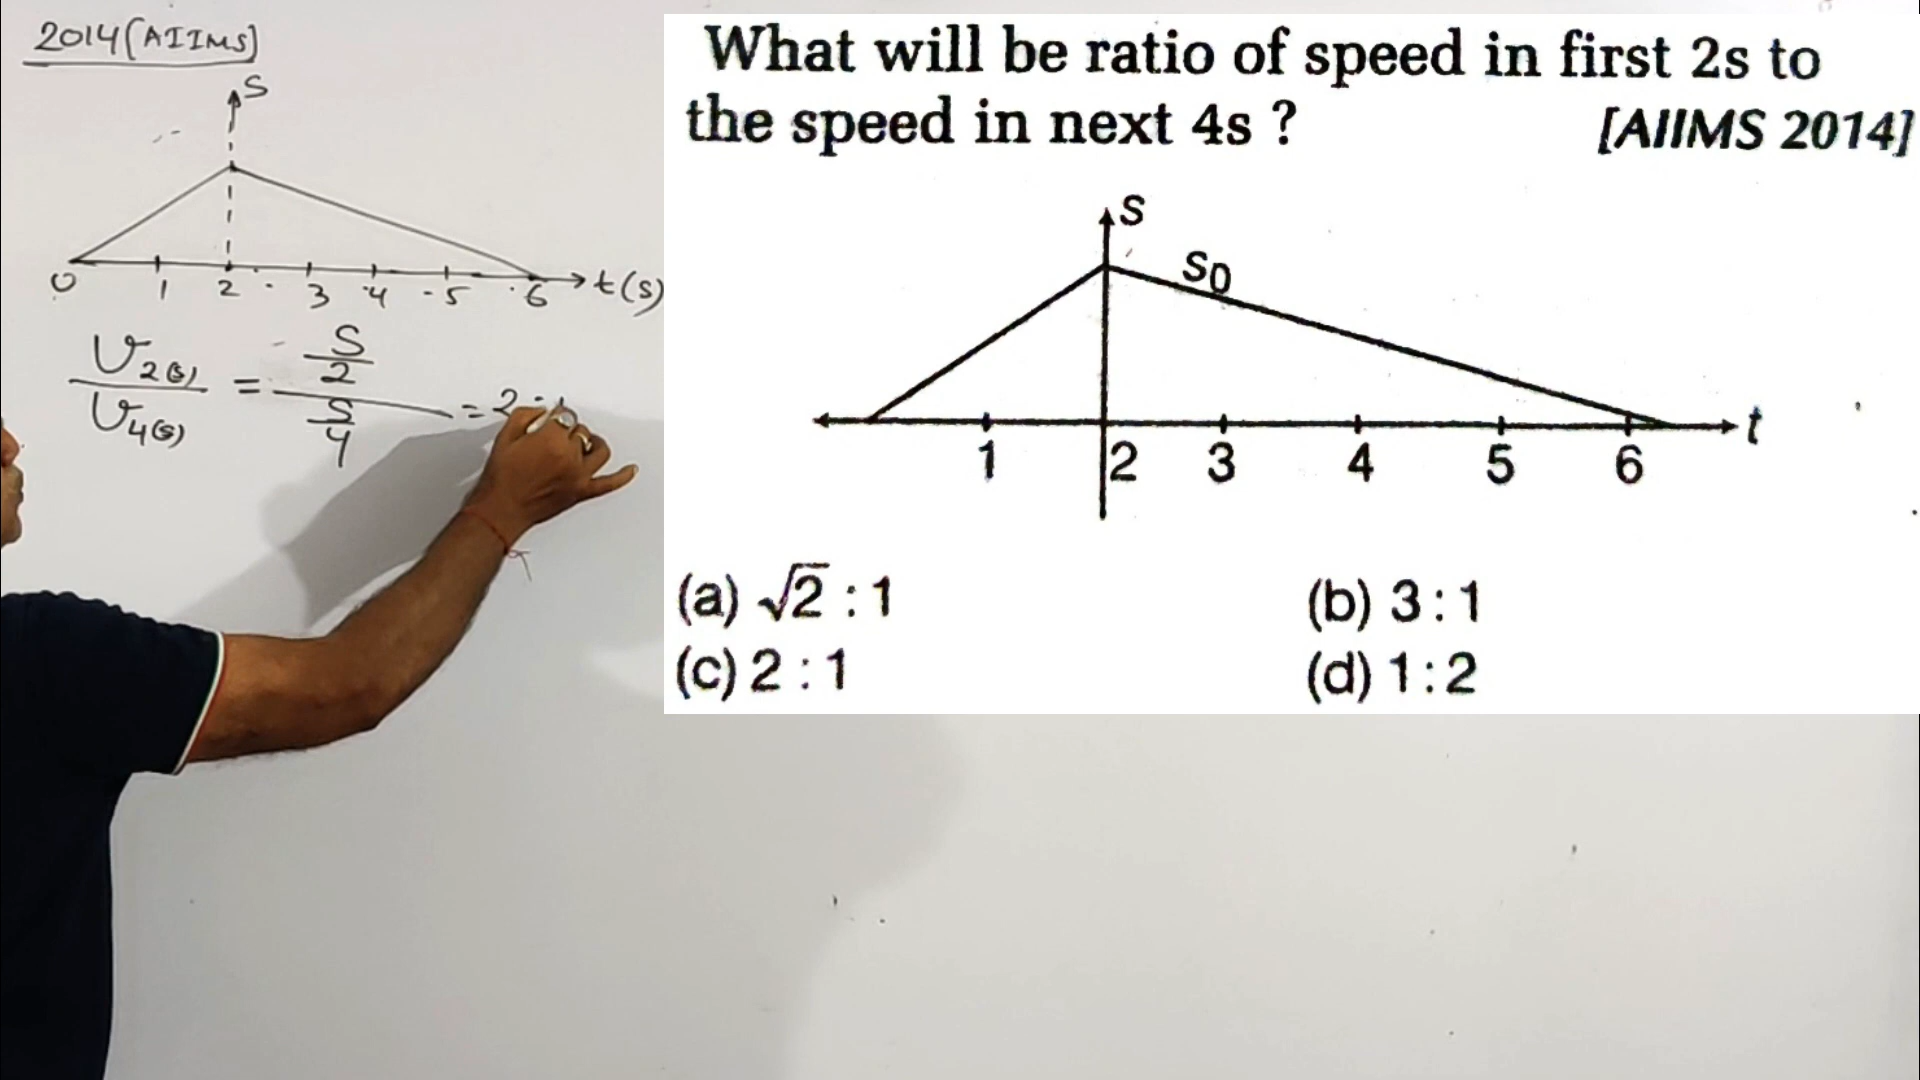 2014(AIIMS)
S
0 1 2 3 4 5 6 t(s)
V2(s) / V4(s) = S/2 / S/4 = 2:
What will be ratio of speed in first 2s to
the speed in next 4s ?
[AIIMS 2014]
S
S0
1 2 3 4 5 6 t
(a) √2 : 1
(b) 3 : 1
(c) 2 : 1
(d) 1 : 2